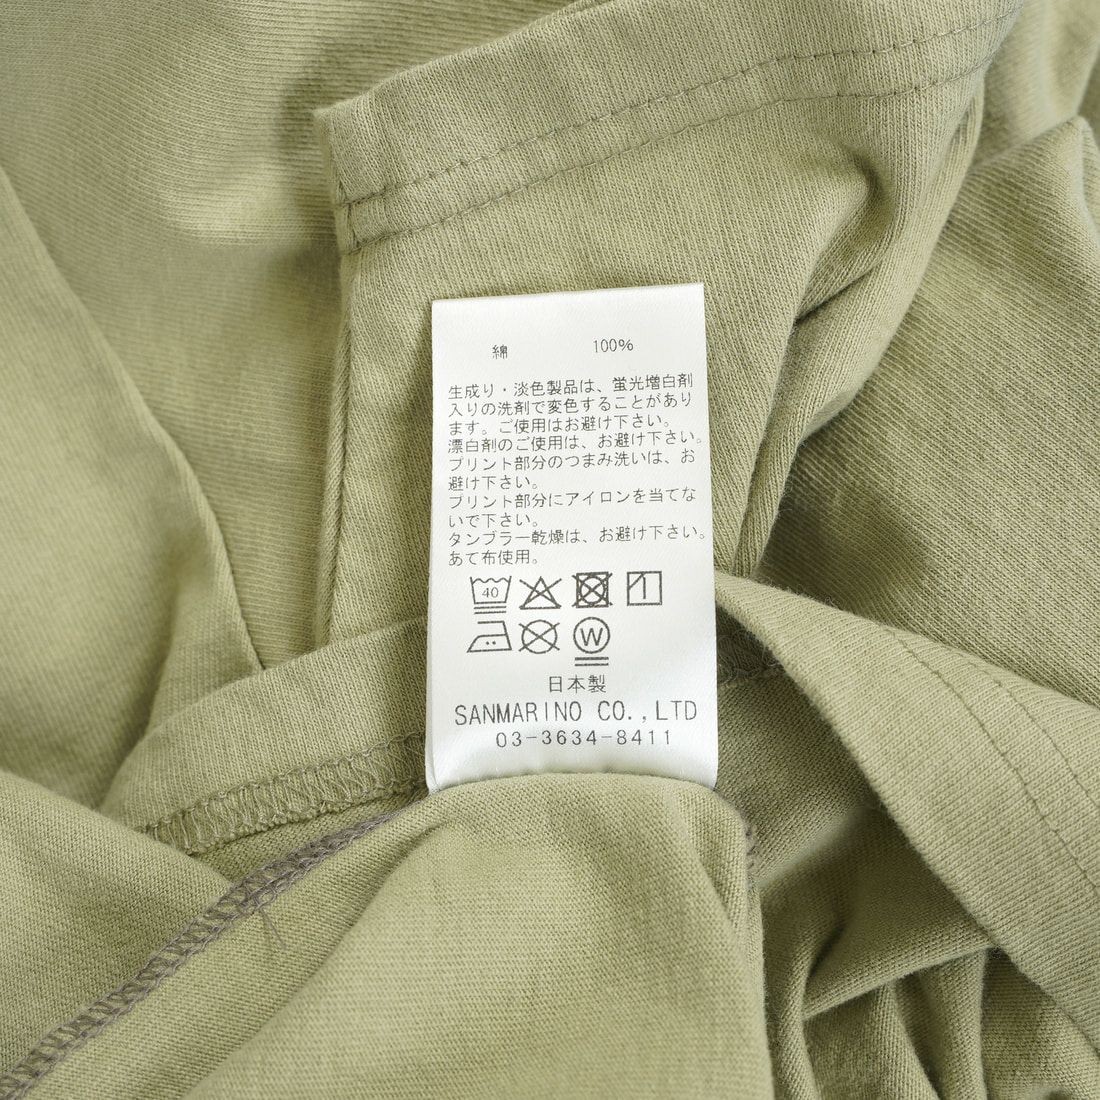 綿 100%
生成り・淡色製品は、蛍光増白剤
入りの洗剤で変色することがあり
ます。ご使用はお避け下さい。
漂白剤のご使用は、お避け下さい。
プリント部分のつまみ洗いは、お
避け下さい。
プリント部分にアイロンを当てな
いで下さい。
タンブラー乾燥は、お避け下さい。
あて布使用。
40
W
日本製
SANMARINO CO.,LTD
03-3634-8411